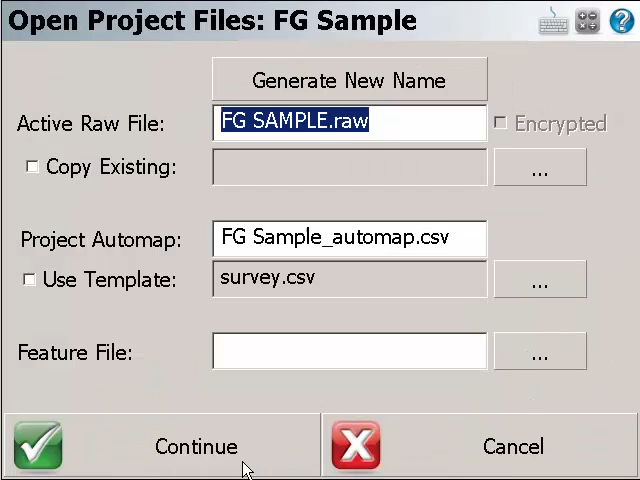 Open Project Files: FG Sample
Generate New Name
Active Raw File: FG SAMPLE.raw Encrypted
Copy Existing: ...
Project Automap: FG Sample_automap.csv
Use Template: survey.csv ...
Feature File: ...
Continue Cancel